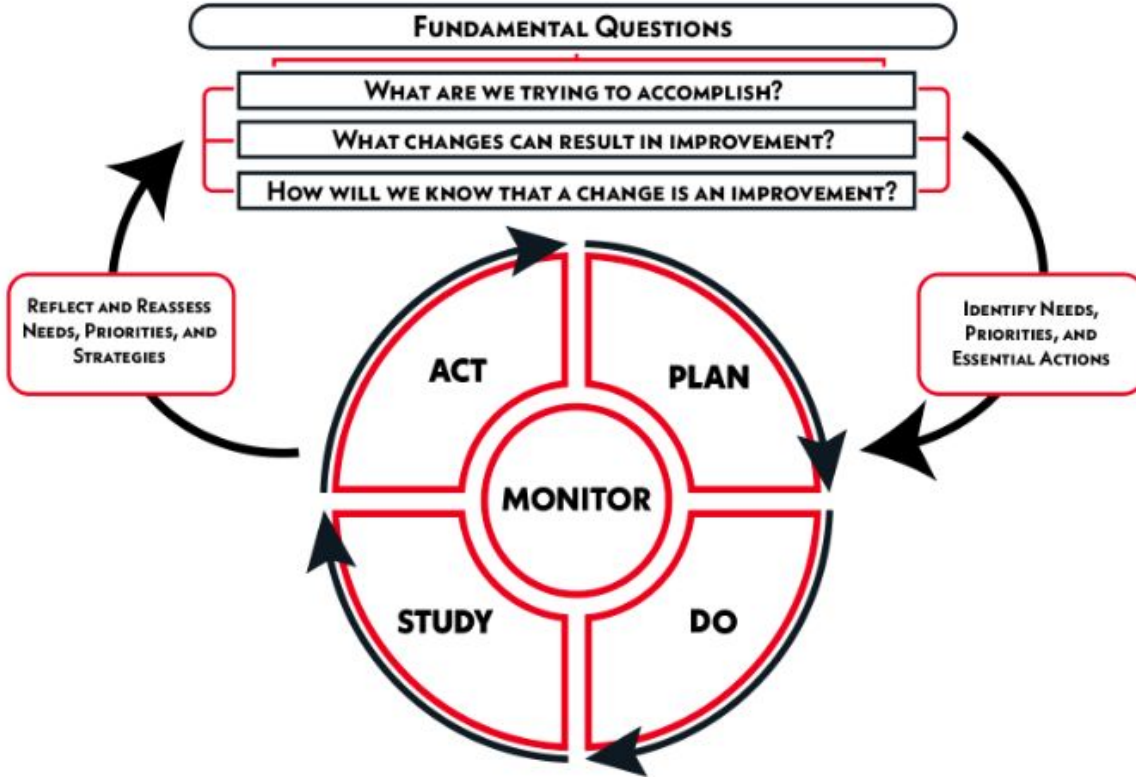 Fundamental Questions
What are we trying to accomplish?
What changes can result in improvement?
How will we know that a change is an improvement?
Reflect and Reassess
Needs, Priorities, and
Strategies
Identify Needs,
Priorities, and
Essential Actions
ACT
PLAN
MONITOR
STUDY
DO